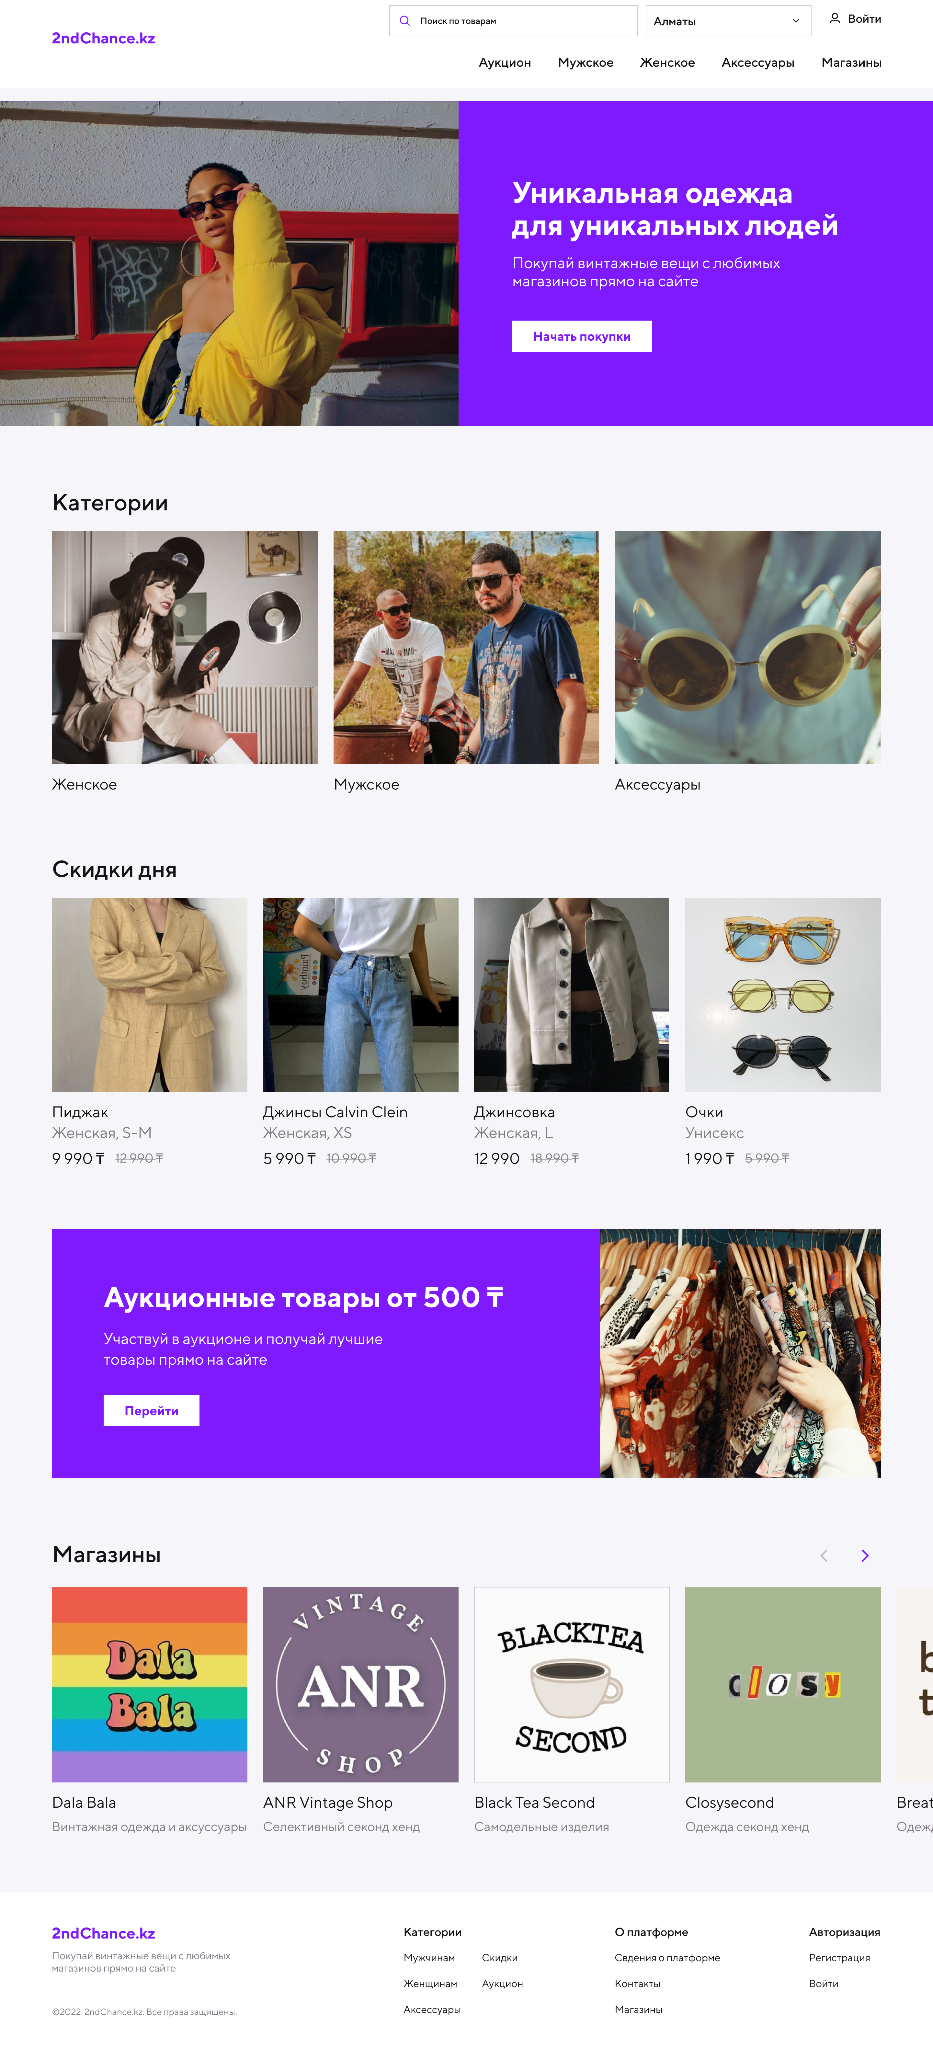 2ndChance.kz
Поиск по товарам
Алматы
Войти
Аукцион Мужское Женское Аксессуары Магазины
Уникальная одежда
для уникальных людей
Покупай винтажные вещи с любимых
магазинов прямо на сайте
Начать покупки
Категории
Женское
Мужское
Аксессуары
Скидки дня
Пиджак
Женская, S-M
9 990 ₸ 12 990 ₸
Джинсы Calvin Clein
Женская, XS
5 990 ₸ 10 990 ₸
Джинсовка
Женская, L
12 990 18 990 ₸
Очки
Унисекс
1 990 ₸ 5 990 ₸
Аукционные товары от 500 ₸
Участвуй в аукционе и получай лучшие
товары прямо на сайте
Перейти
Магазины
Dala
Bala
Dala Bala
Винтажная одежда и аксуссуары
VINTAGE
ANR
SHOP
ANR Vintage Shop
Селективный секонд хенд
BLACKTEA
SECOND
Black Tea Second
Самодельные изделия
closy
Closysecond
Одежда секонд хенд
b
t
Breat
Одеж
2ndChance.kz
Покупай винтажные вещи с любимых
магазинов прямо на сайте
©2022 2ndChance.kz. Все права защищены.
Категории
Мужчинам Скидки
Женщинам Аукцион
Аксессуары
О платформе
Свдения о платформе
Контакты
Магазины
Авторизация
Регистрация
Войти